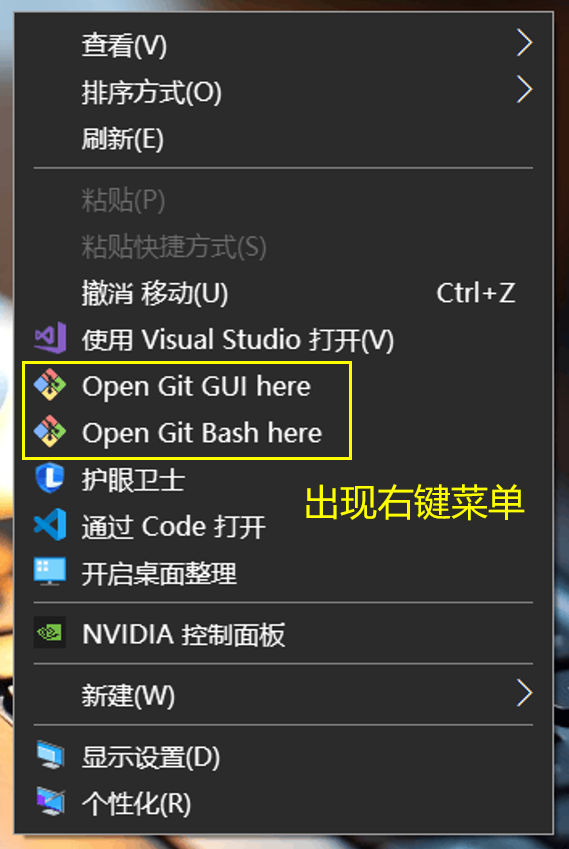 查看(V)
排序方式(O)
刷新(E)
粘贴(P)
粘贴快捷方式(S)
撤消 移动(U) Ctrl+Z
使用 Visual Studio 打开(V)
Open Git GUI here
Open Git Bash here
护眼卫士
出现右键菜单
通过 Code 打开
开启桌面整理
NVIDIA 控制面板
新建(W)
显示设置(D)
个性化(R)